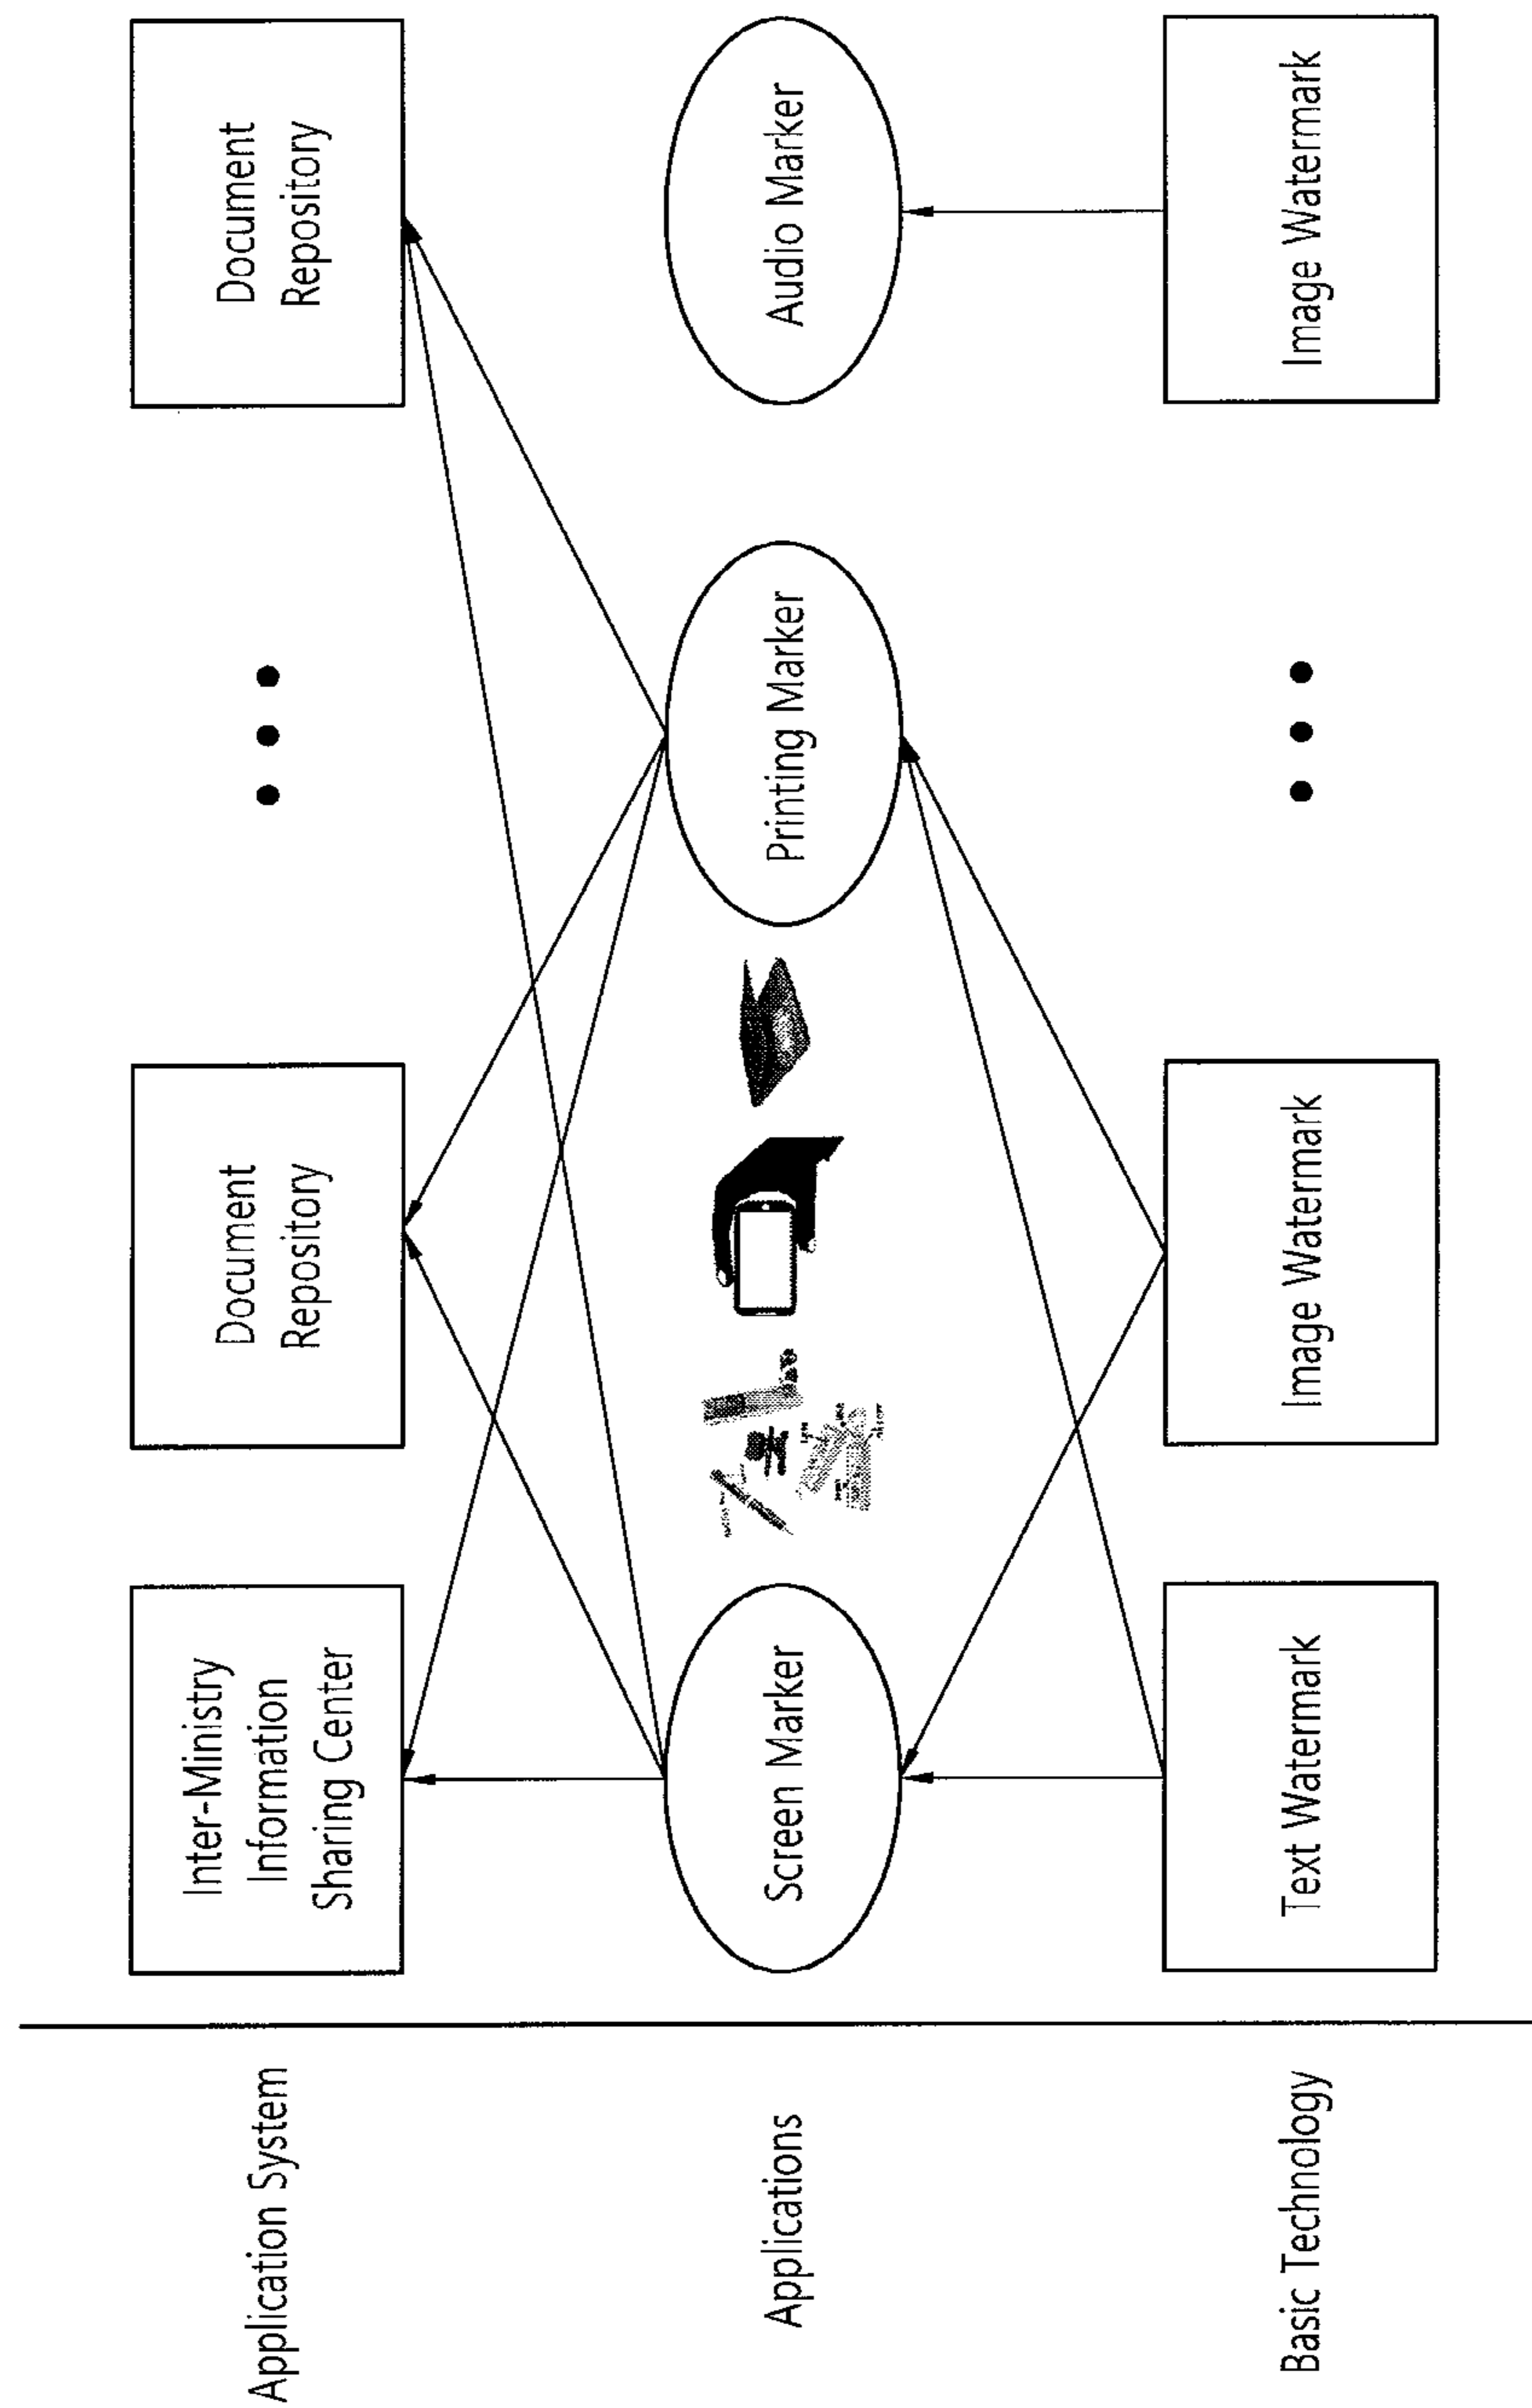 Application System
Inter-Ministry
Information
Sharing Center
Document
Repository
Document
Repository
Applications
Screen Marker
Printing Marker
Audio Marker
Basic Technology
Text Watermark
Image Watermark
Image Watermark